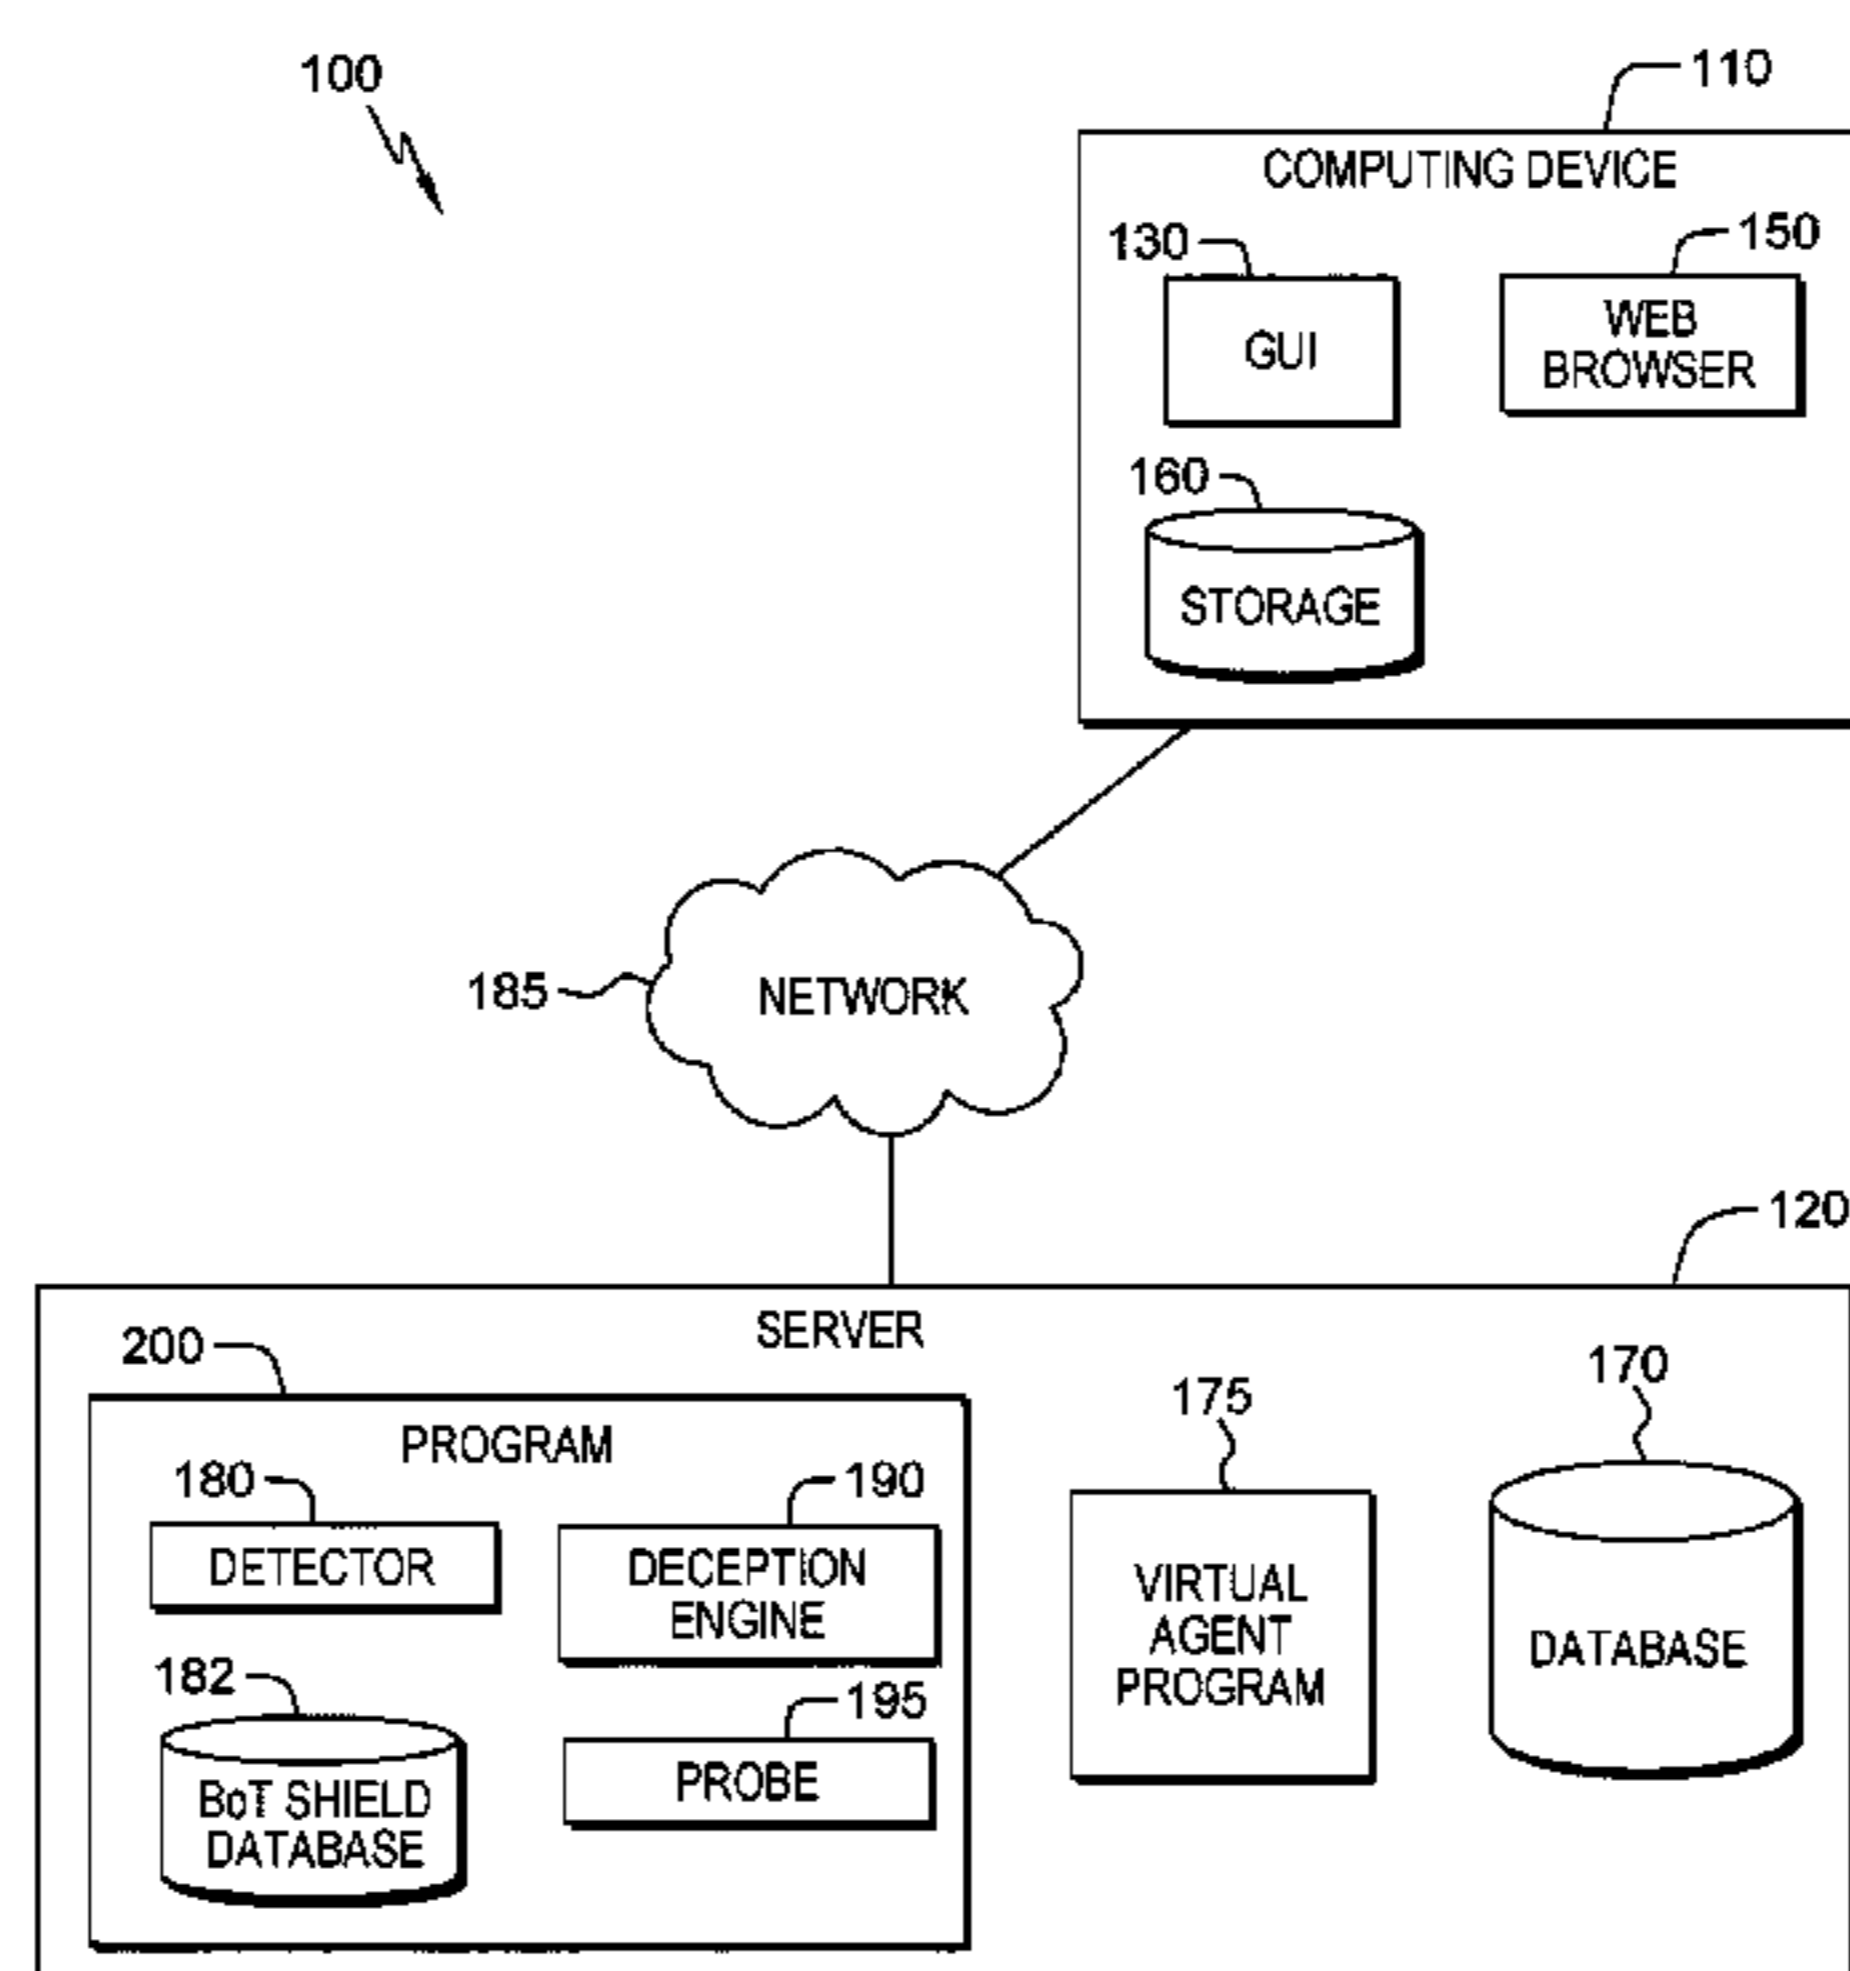 100
110
COMPUTING DEVICE
130
150
GUI
WEB
BROWSER
160
STORAGE
185
NETWORK
120
SERVER
200
170
175
PROGRAM
180
190
DETECTOR
DECEPTION
ENGINE
VIRTUAL
AGENT
PROGRAM
DATABASE
182
195
BoT SHIELD
DATABASE
PROBE